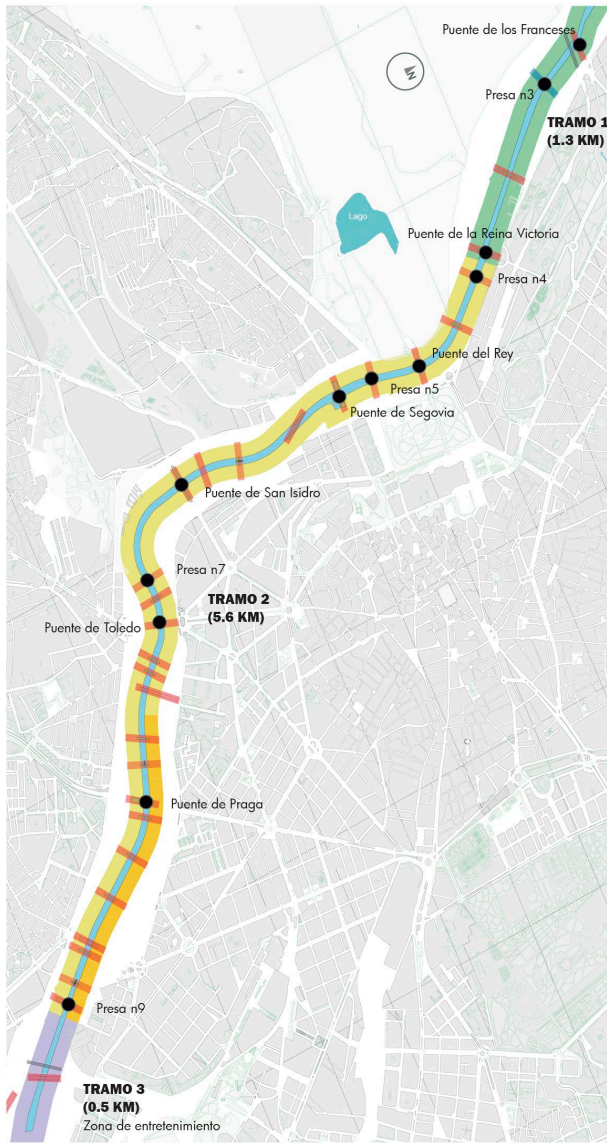 Puente de los Franceses
N
Presa n3
TRAMO 1
(1.3 KM)
Lago
Puente de la Reina Victoria
Presa n4
Puente del Rey
Presa n5
Puente de Segovia
Puente de San Isidro
Presa n7
TRAMO 2
(5.6 KM)
Puente de Toledo
Puente de Praga
Presa n9
TRAMO 3
(0.5 KM)
Zona de entretenimiento